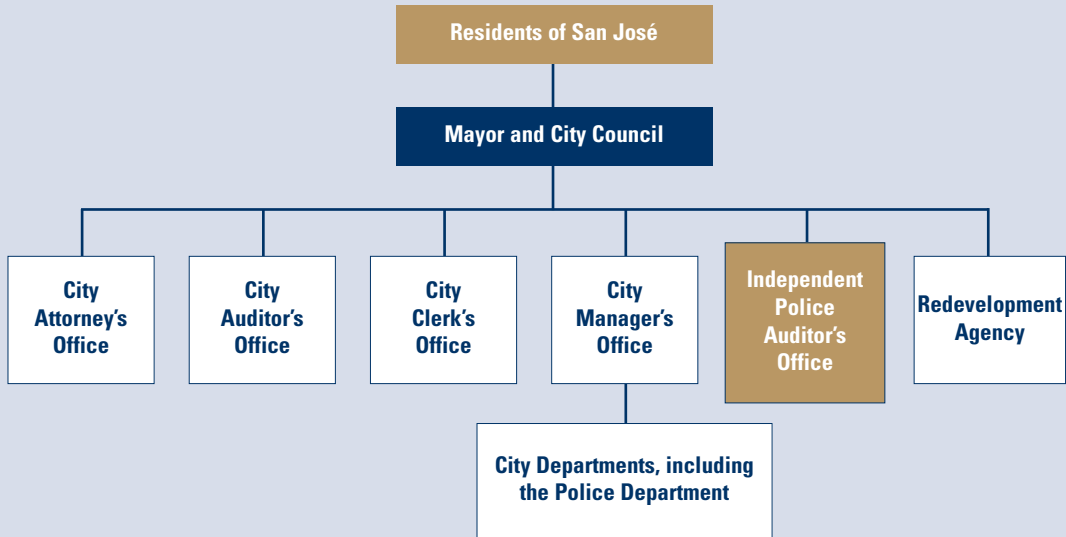 Residents of San José
Mayor and City Council
City
Attorney's
Office
City
Auditor's
Office
City
Clerk's
Office
City
Manager's
Office
Independent
Police
Auditor's
Office
Redevelopment
Agency
City Departments, including
the Police Department